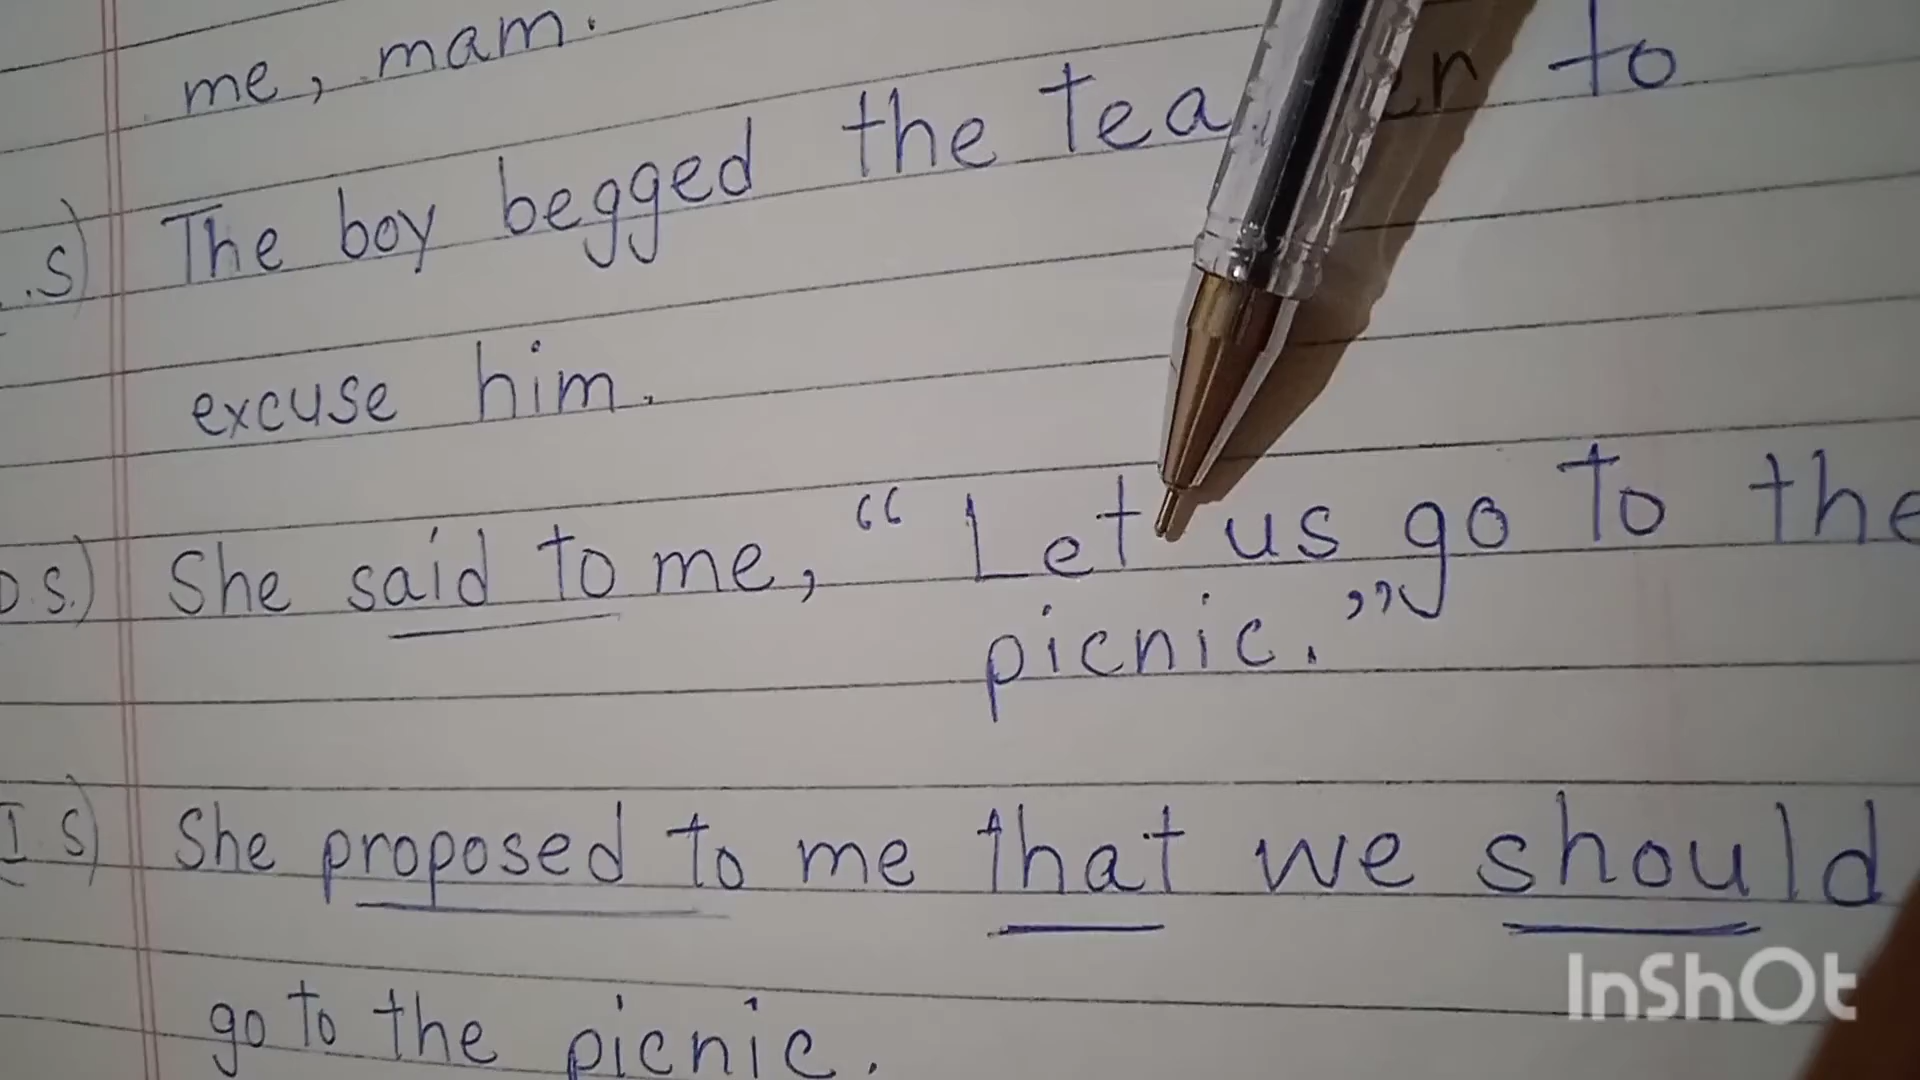 me, mam.
.s) The boy begged the to
excuse him.
D.S.) She said to me, “ Let us go to the
picnic.”
I S) She proposed to me that we should
go to the picnic.
InShOt